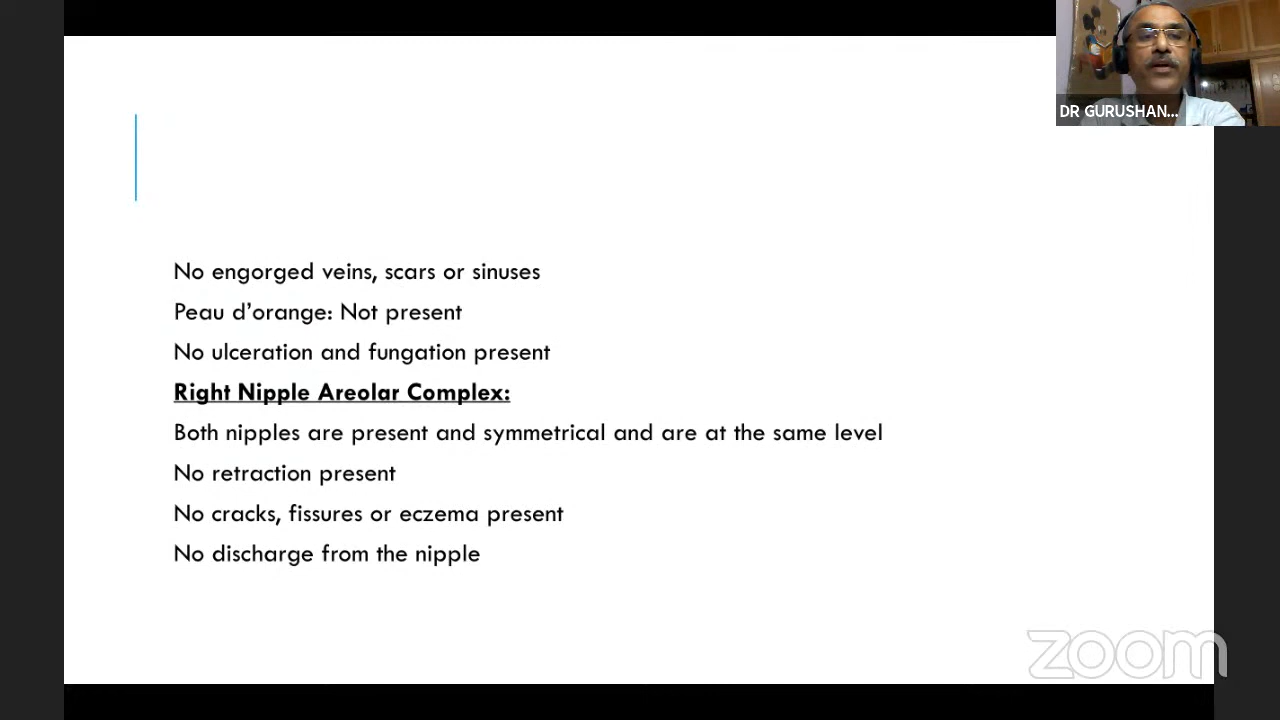 DR GURUSHAN...
No engorged veins, scars or sinuses
Peau d’orange: Not present
No ulceration and fungation present
Right Nipple Areolar Complex:
Both nipples are present and symmetrical and are at the same level
No retraction present
No cracks, fissures or eczema present
No discharge from the nipple
zoom